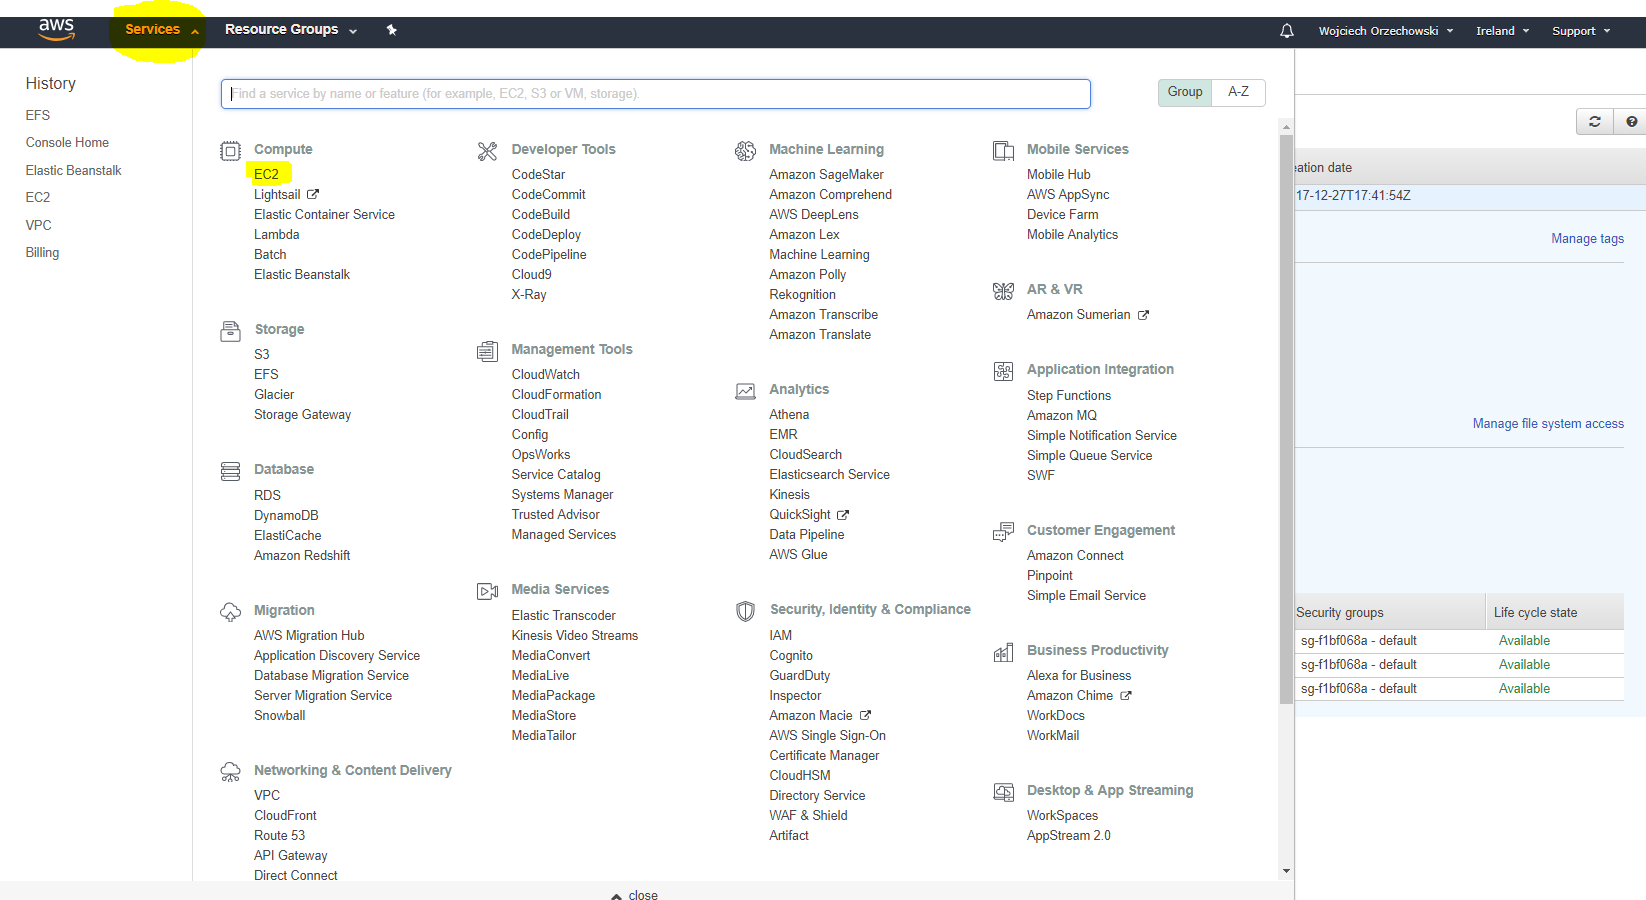 aws
Services
Resource Groups
Wojciech Orzechowski
Ireland
Support
History
EFS
Console Home
Elastic Beanstalk
EC2
VPC
Billing
Find a service by name or feature (for example, EC2, S3 or VM, storage).
Group
A-Z
Compute
EC2
Lightsail
Elastic Container Service
Lambda
Batch
Elastic Beanstalk
Storage
S3
EFS
Glacier
Storage Gateway
Database
RDS
DynamoDB
ElastiCache
Amazon Redshift
Migration
AWS Migration Hub
Application Discovery Service
Database Migration Service
Server Migration Service
Snowball
Networking & Content Delivery
VPC
CloudFront
Route 53
API Gateway
Direct Connect
Developer Tools
CodeStar
CodeCommit
CodeBuild
CodeDeploy
CodePipeline
Cloud9
X-Ray
Management Tools
CloudWatch
CloudFormation
CloudTrail
Config
OpsWorks
Service Catalog
Systems Manager
Trusted Advisor
Managed Services
Media Services
Elastic Transcoder
Kinesis Video Streams
MediaConvert
MediaLive
MediaPackage
MediaStore
MediaTailor
Machine Learning
Amazon SageMaker
Amazon Comprehend
AWS DeepLens
Amazon Lex
Machine Learning
Amazon Polly
Rekognition
Amazon Transcribe
Amazon Translate
Analytics
Athena
EMR
CloudSearch
Elasticsearch Service
Kinesis
QuickSight
Data Pipeline
AWS Glue
Security, Identity & Compliance
IAM
Cognito
GuardDuty
Inspector
Amazon Macie
AWS Single Sign-On
Certificate Manager
CloudHSM
Directory Service
WAF & Shield
Artifact
Mobile Services
Mobile Hub
AWS AppSync
Device Farm
Mobile Analytics
AR & VR
Amazon Sumerian
Application Integration
Step Functions
Amazon MQ
Simple Notification Service
Simple Queue Service
SWF
Customer Engagement
Amazon Connect
Pinpoint
Simple Email Service
Business Productivity
Alexa for Business
Amazon Chime
WorkDocs
WorkMail
Desktop & App Streaming
WorkSpaces
AppStream 2.0
close
eation date
17-12-27T17:41:54Z
Manage tags
Manage file system access
Security groups Life cycle state
sg-f1bf068a - default Available
sg-f1bf068a - default Available
sg-f1bf068a - default Available